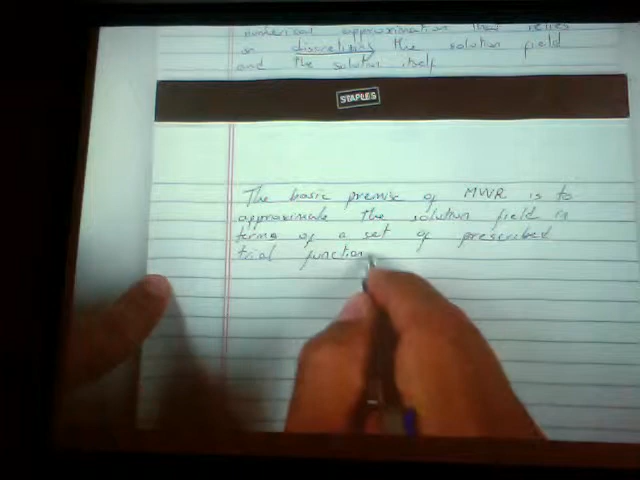 numerical approximation that relies
on discretizing the solution field
and the solution itself
STAPLES
The basic premise of MWR is to
approximate the solution field in
terms of a set of prescribed
trial function